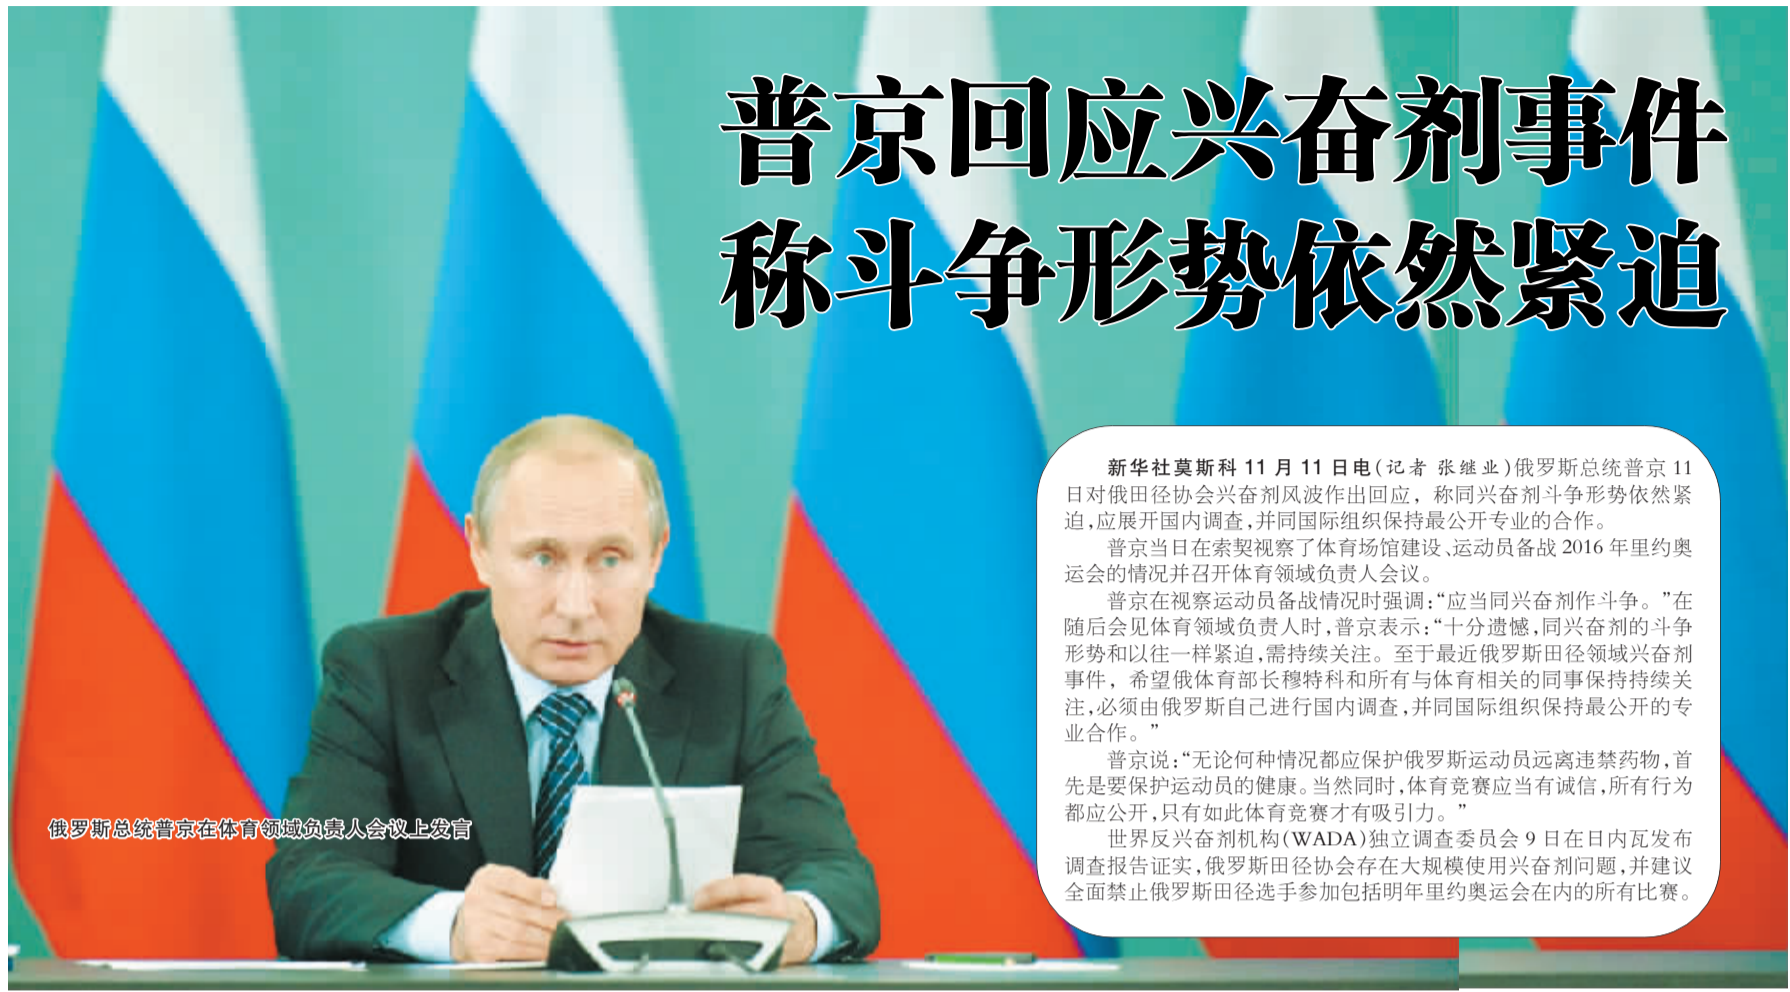 普京回应兴奋剂事件
称斗争形势依然紧迫
新华社莫斯科11月11日电(记者 张继业)俄罗斯总统普京11
日对俄田径协会兴奋剂风波作出回应，称同兴奋剂斗争形势依然紧
迫,应展开国内调查,并同国际组织保持最公开专业的合作。
普京当日在索契视察了体育场馆建设、运动员备战2016年里约奥
运会的情况并召开体育领域负责人会议。
普京在视察运动员备战情况时强调:“应当同兴奋剂作斗争。”在
随后会见体育领域负责人时,普京表示:“十分遗憾,同兴奋剂的斗争
形势和以往一样紧迫,需持续关注。至于最近俄罗斯田径领域兴奋剂
事件，希望俄体育部长穆特科和所有与体育相关的同事保持持续关
注,必须由俄罗斯自己进行国内调查,并同国际组织保持最公开的专
业合作。”
普京说:“无论何种情况都应保护俄罗斯运动员远离违禁药物,首
先是要保护运动员的健康。当然同时,体育竞赛应当有诚信,所有行为
都应公开,只有如此体育竞赛才有吸引力。”
世界反兴奋剂机构(WADA)独立调查委员会9日在日内瓦发布
调查报告证实,俄罗斯田径协会存在大规模使用兴奋剂问题,并建议
全面禁止俄罗斯田径选手参加包括明年里约奥运会在内的所有比赛。
俄罗斯总统普京在体育领域负责人会议上发言